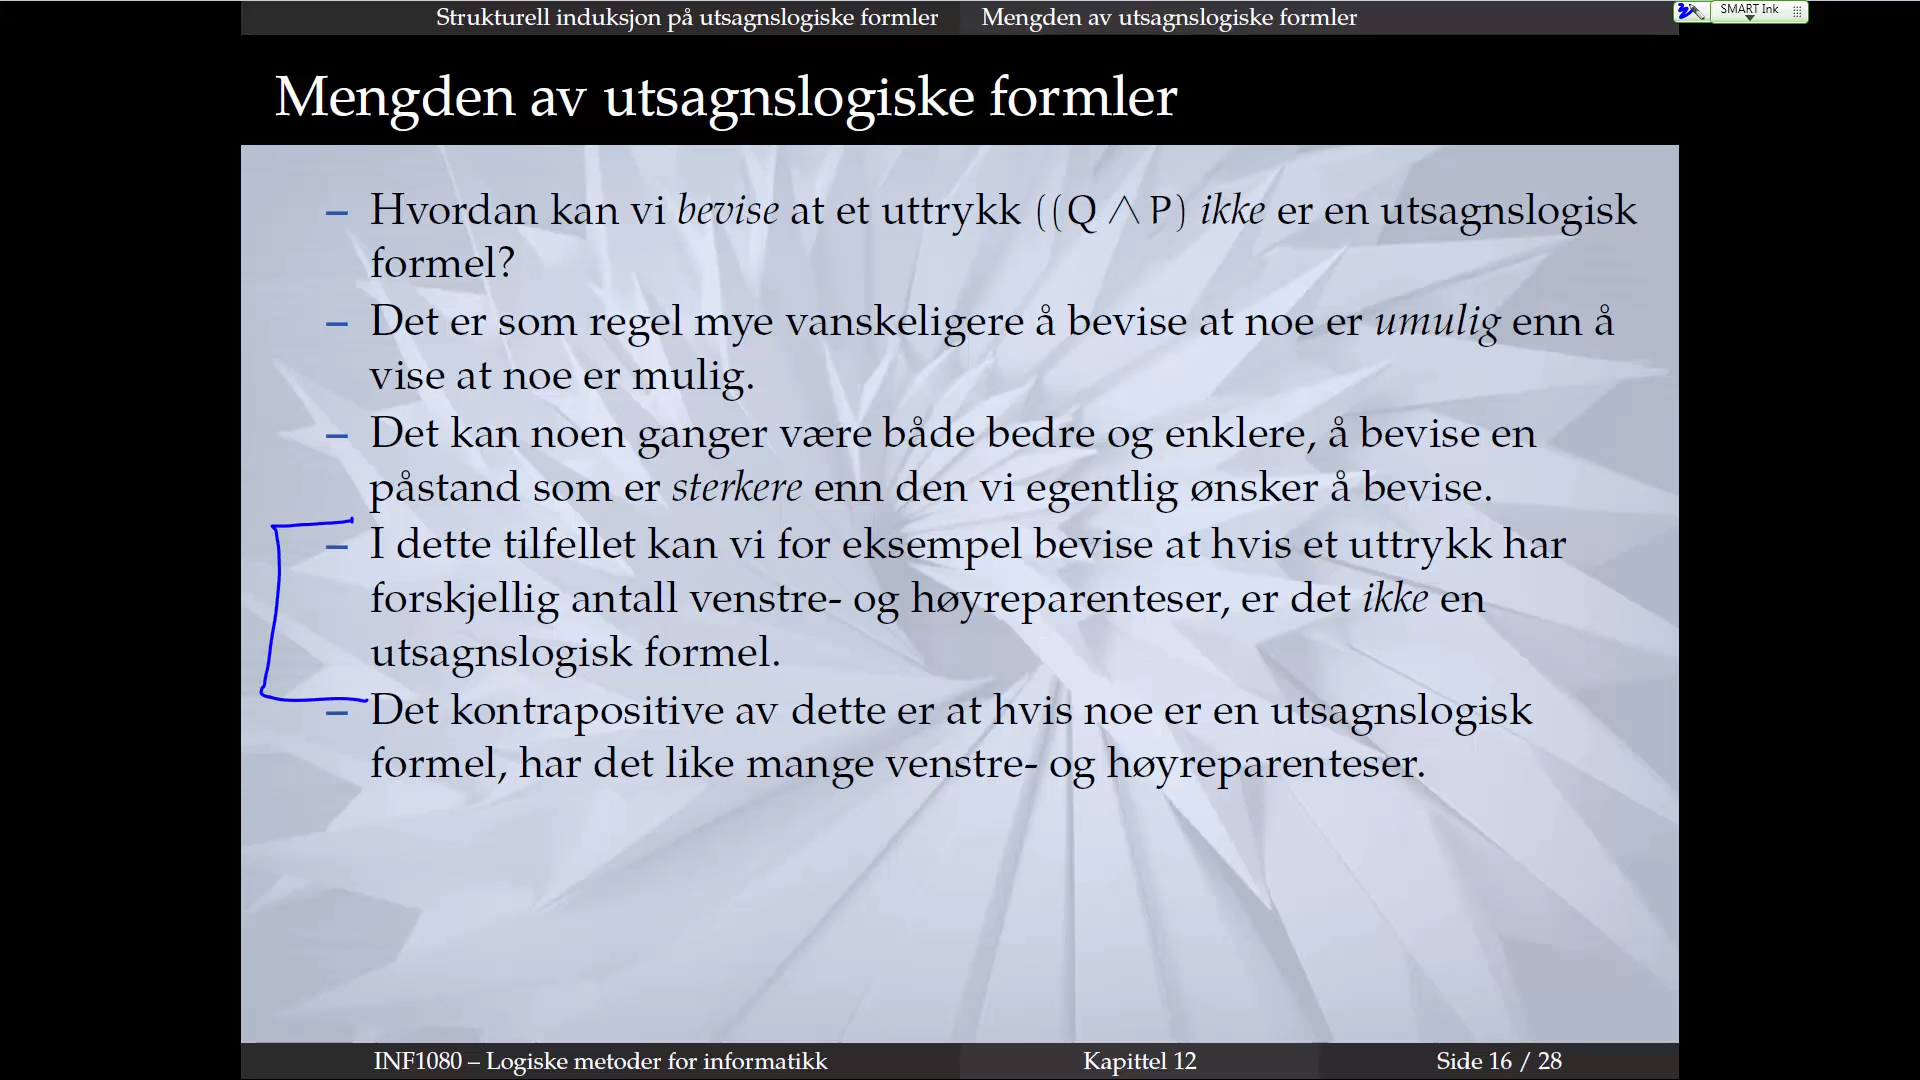 Strukturell induksjon på utsagnslogiske formler Mengden av utsagnslogiske formler
SMART Ink
Mengden av utsagnslogiske formler
– Hvordan kan vi bevise at et uttrykk ((Q ∧ P) ikke er en utsagnslogisk
formel?
– Det er som regel mye vanskeligere å bevise at noe er umulig enn å
vise at noe er mulig.
– Det kan noen ganger være både bedre og enklere, å bevise en
påstand som er sterkere enn den vi egentlig ønsker å bevise.
– I dette tilfellet kan vi for eksempel bevise at hvis et uttrykk har
forskjellig antall venstre- og høyreparenteser, er det ikke en
utsagnslogisk formel.
– Det kontrapositive av dette er at hvis noe er en utsagnslogisk
formel, har det like mange venstre- og høyreparenteser.
INF1080 – Logiske metoder for informatikk Kapittel 12 Side 16 / 28